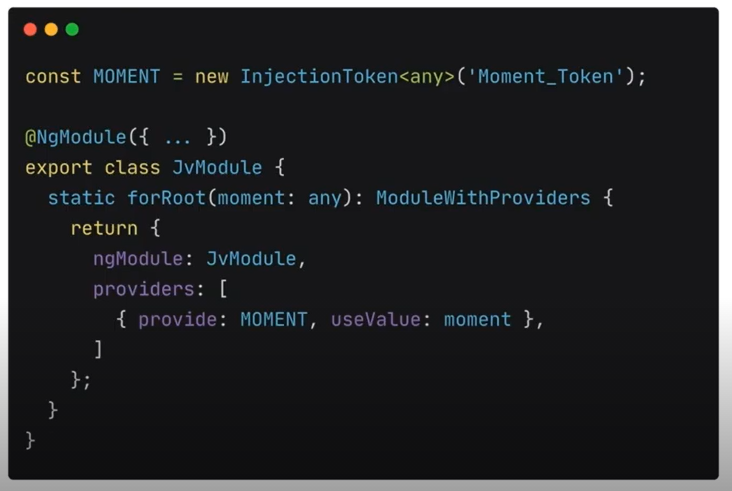 const MOMENT = new InjectionToken<any>('Moment_Token');
@NgModule({ ... })
export class JvModule {
static forRoot(moment: any): ModuleWithProviders {
return {
ngModule: JvModule,
providers: [
{ provide: MOMENT, useValue: moment },
]
};
}
}